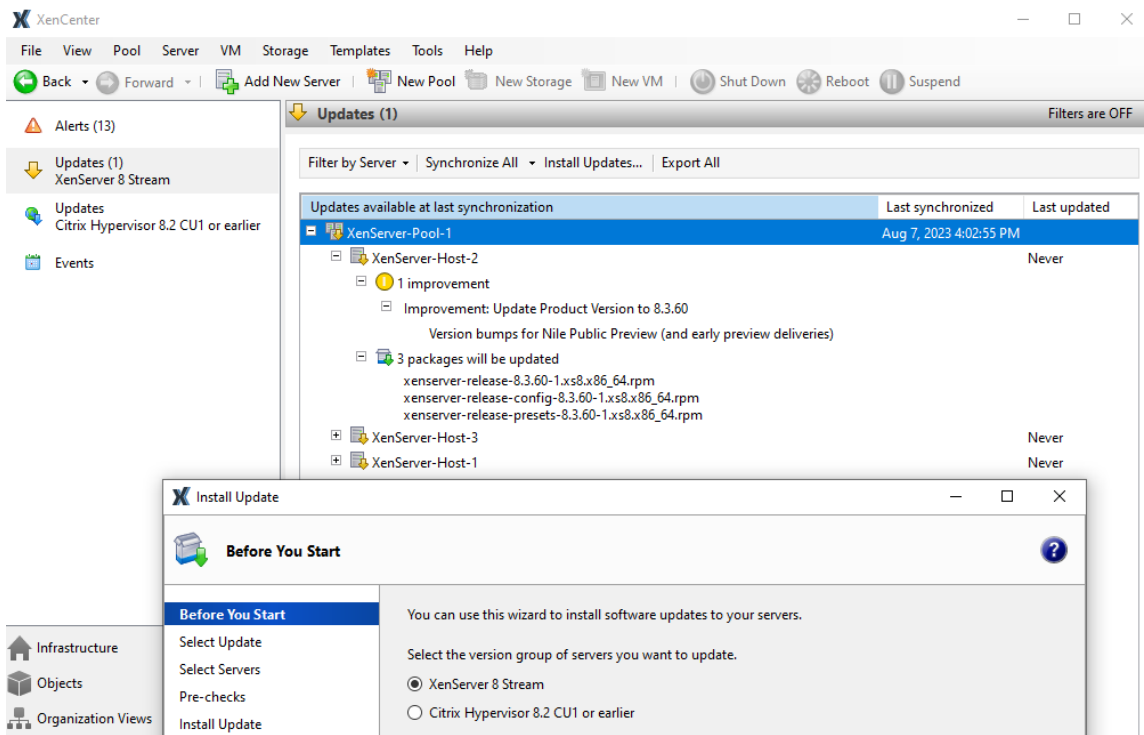 XenCenter
File View Pool Server VM Storage Templates Tools Help
Back Forward Add New Server New Pool New Storage New VM Shut Down Reboot Suspend
Alerts (13)
Updates (1)
XenServer 8 Stream
Updates
Citrix Hypervisor 8.2 CU1 or earlier
Events
Updates (1) Filters are OFF
Filter by Server Synchronize All Install Updates... Export All
Updates available at last synchronization Last synchronized Last updated
XenServer-Pool-1 Aug 7, 2023 4:02:55 PM
XenServer-Host-2 Never
1 improvement
Improvement: Update Product Version to 8.3.60
Version bumps for Nile Public Preview (and early preview deliveries)
3 packages will be updated
xenserver-release-8.3.60-1.xs8.x86_64.rpm
xenserver-release-config-8.3.60-1.xs8.x86_64.rpm
xenserver-release-presets-8.3.60-1.xs8.x86_64.rpm
XenServer-Host-3 Never
XenServer-Host-1 Never
Infrastructure
Objects
Organization Views
Install Update
Before You Start
Before You Start
Select Update
Select Servers
Pre-checks
Install Update
You can use this wizard to install software updates to your servers.
Select the version group of servers you want to update.
XenServer 8 Stream
Citrix Hypervisor 8.2 CU1 or earlier